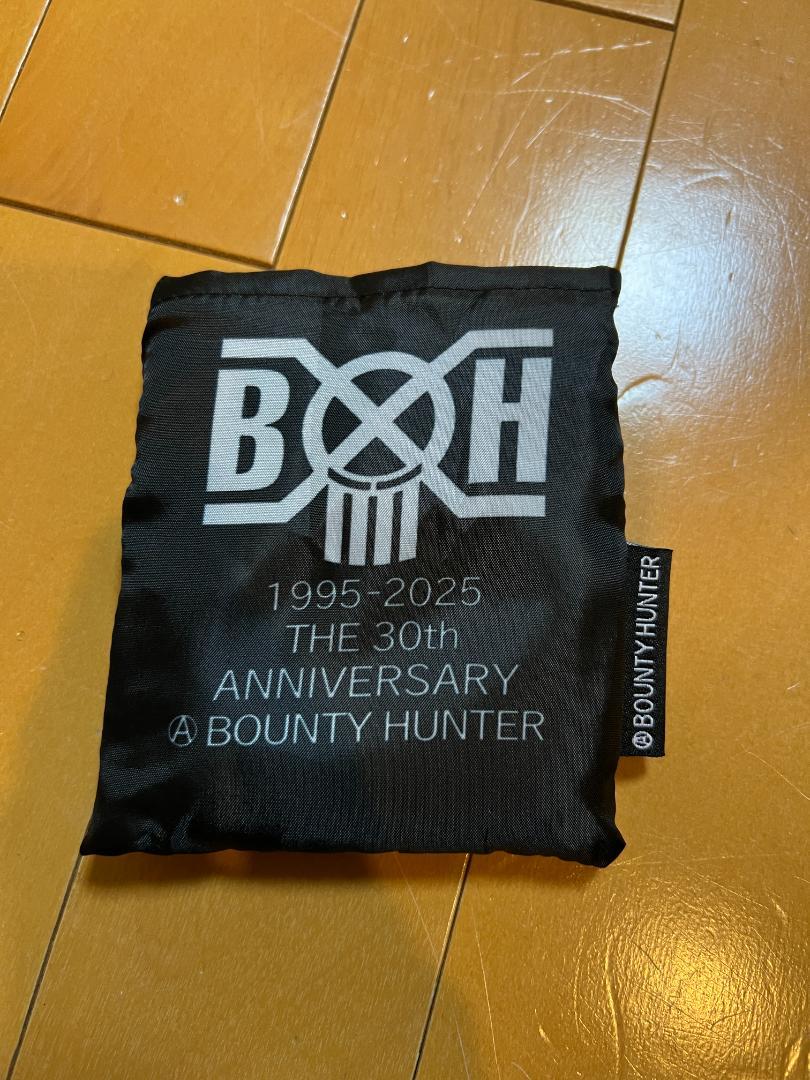 B H
1995-2025
THE 30th
ANNIVERSARY
Ⓐ BOUNTY HUNTER
Ⓐ BOUNTY HUNTER